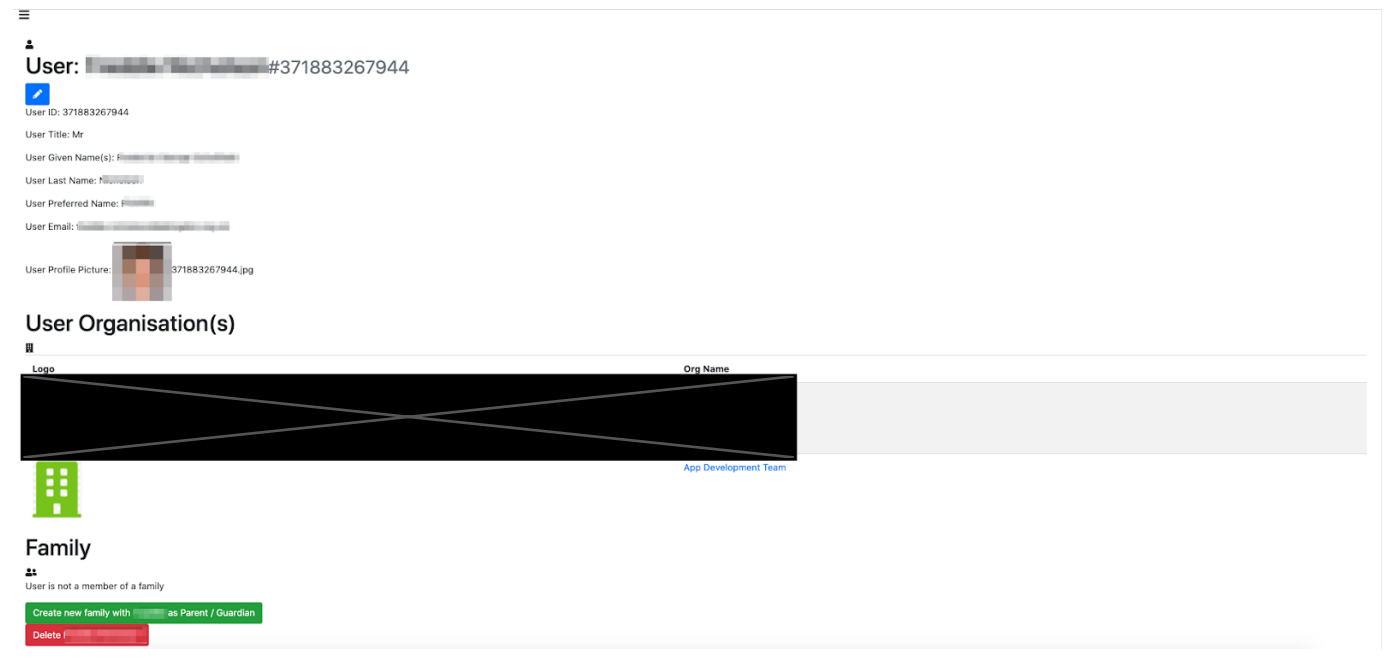 User: #371883267944
User ID: 371883267944
User Title: Mr
User Given Name(s):
User Last Name:
User Preferred Name:
User Email:
User Profile Picture: 371883267944.jpg
User Organisation(s)
Logo Org Name
App Development Team
Family
User is not a member of a family
Create new family with as Parent / Guardian
Delete